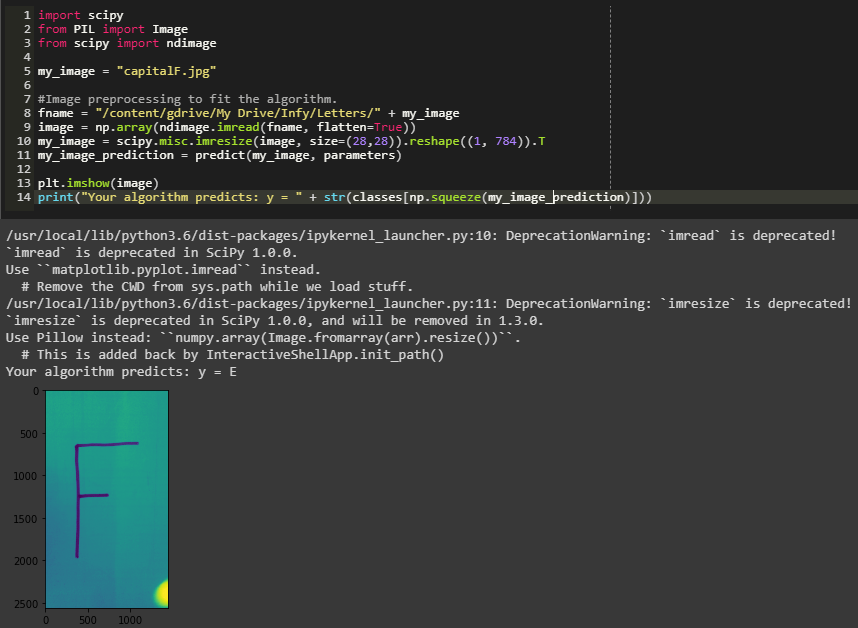 1 import scipy
2 from PIL import Image
3 from scipy import ndimage
4
5 my_image = "capitalF.jpg"
6
7 #Image preprocessing to fit the algorithm.
8 fname = "/content/gdrive/My Drive/Infy/Letters/" + my_image
9 image = np.array(ndimage.imread(fname, flatten=True))
10 my_image = scipy.misc.imresize(image, size=(28,28)).reshape((1, 784)).T
11 my_image_prediction = predict(my_image, parameters)
12
13 plt.imshow(image)
14 print("Your algorithm predicts: y = " + str(classes[np.squeeze(my_image_prediction)]))
/usr/local/lib/python3.6/dist-packages/ipykernel_launcher.py:10: DeprecationWarning: `imread` is deprecated!
`imread` is deprecated in SciPy 1.0.0.
Use ``matplotlib.pyplot.imread`` instead.
  # Remove the CWD from sys.path while we load stuff.
/usr/local/lib/python3.6/dist-packages/ipykernel_launcher.py:11: DeprecationWarning: `imresize` is deprecated!
`imresize` is deprecated in SciPy 1.0.0, and will be removed in 1.3.0.
Use Pillow instead: ``numpy.array(Image.fromarray(arr).resize())``.
  # This is added back by InteractiveShellApp.init_path()
Your algorithm predicts: y = E
0
500
1000
1500
2000
2500
F
0 500 1000